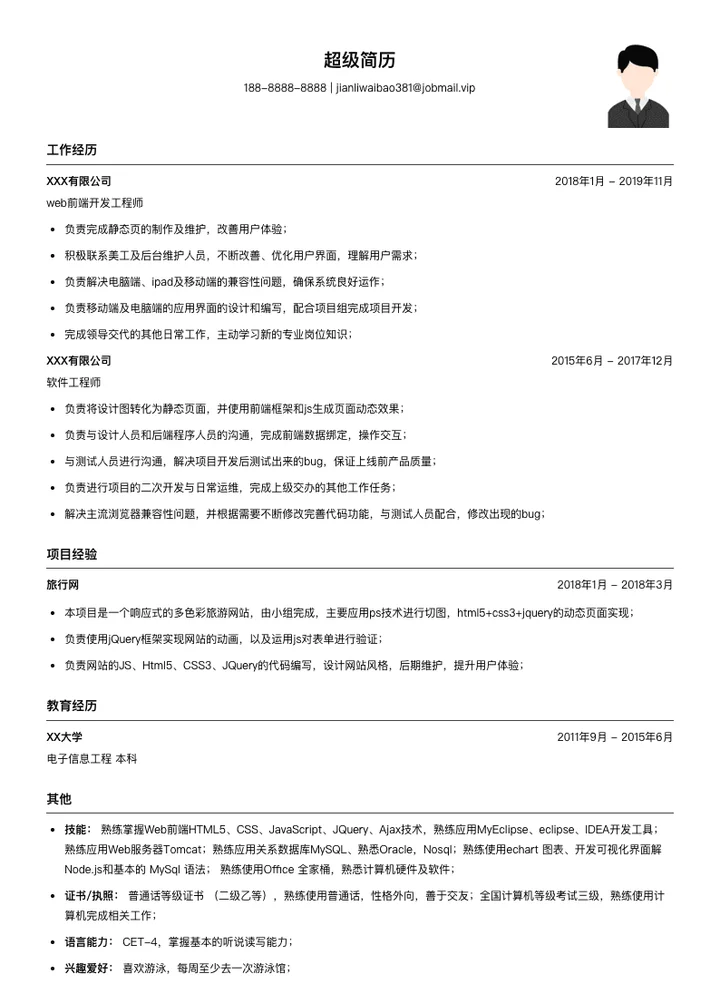 超级简历
188-8888-8888 | jianliwaibao381@jobmail.vip
工作经历
XXX有限公司 2018年1月 – 2019年11月
web前端开发工程师
• 负责完成静态页的制作及维护，改善用户体验；
• 积极联系美工及后台维护人员，不断改善、优化用户界面，理解用户需求；
• 负责解决电脑端、ipad及移动端的兼容性问题，确保系统良好运作；
• 负责移动端及电脑端的应用界面的设计和编写，配合项目组完成项目开发；
• 完成领导交代的其他日常工作，主动学习新的专业岗位知识；
XXX有限公司 2015年6月 – 2017年12月
软件工程师
• 负责将设计图转化为静态页面，并使用前端框架和js生成页面动态效果；
• 负责与设计人员和后端程序人员的沟通，完成前端数据绑定，操作交互；
• 与测试人员进行沟通，解决项目开发后测试出来的bug，保证上线前产品质量；
• 负责进行项目的二次开发与日常运维，完成上级交办的其他工作任务；
• 解决主流浏览器兼容性问题，并根据需要不断修改完善代码功能，与测试人员配合，修改出现的bug；
项目经验
旅行网 2018年1月 – 2018年3月
• 本项目是一个响应式的多色彩旅游网站，由小组完成，主要应用ps技术进行切图，html5+css3+jquery的动态页面实现；
• 负责使用jQuery框架实现网站的动画，以及运用js对表单进行验证；
• 负责网站的JS、Html5、CSS3、JQuery的代码编写，设计网站风格，后期维护，提升用户体验；
教育经历
XX大学 2011年9月 – 2015年6月
电子信息工程 本科
其他
• 技能： 熟练掌握Web前端HTML5、CSS、JavaScript、JQuery、Ajax技术，熟练应用MyEclipse、eclipse、IDEA开发工具；
熟练应用Web服务器Tomcat；熟练应用关系数据库MySQL、熟悉Oracle，Nosql；熟练使用echart 图表、开发可视化界面解
Node.js和基本的 MySql 语法； 熟练使用Office 全家桶，熟悉计算机硬件及软件；
• 证书/执照： 普通话等级证书 （二级乙等），熟练使用普通话，性格外向，善于交友；全国计算机等级考试三级，熟练使用计
算机完成相关工作；
• 语言能力： CET-4，掌握基本的听说读写能力；
• 兴趣爱好： 喜欢游泳，每周至少去一次游泳馆；